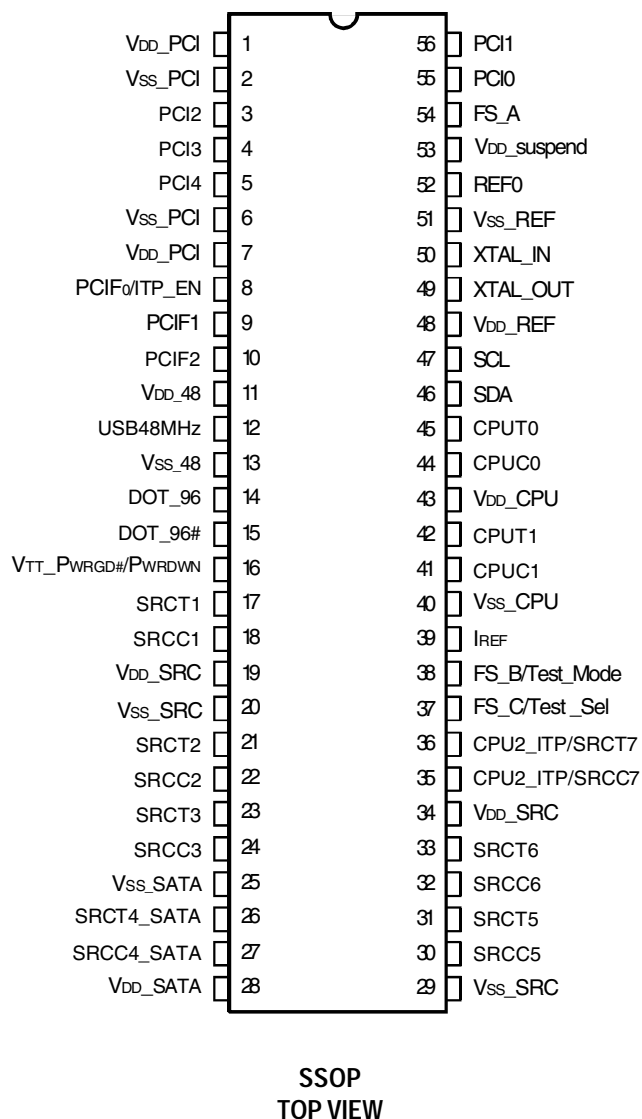 VDD_PCI 1 56 PCI1
VSS_PCI 2 55 PCI0
PCI2 3 54 FS_A
PCI3 4 53 VDD_suspend
PCI4 5 52 REF0
VSS_PCI 6 51 VSS_REF
VDD_PCI 7 50 XTAL_IN
PCIF0/ITP_EN 8 49 XTAL_OUT
PCIF1 9 48 VDD_REF
PCIF2 10 47 SCL
VDD_48 11 46 SDA
USB48MHz 12 45 CPUT0
VSS_48 13 44 CPUC0
DOT_96 14 43 VDD_CPU
DOT_96# 15 42 CPUT1
VTT_PWRGD#/PWRDWN 16 41 CPUC1
SRCT1 17 40 VSS_CPU
SRCC1 18 39 IREF
VDD_SRC 19 38 FS_B/Test_Mode
VSS_SRC 20 37 FS_C/Test_Sel
SRCT2 21 36 CPU2_ITP/SRCT7
SRCC2 22 35 CPU2_ITP/SRCC7
SRCT3 23 34 VDD_SRC
SRCC3 24 33 SRCT6
VSS_SATA 25 32 SRCC6
SRCT4_SATA 26 31 SRCT5
SRCC4_SATA 27 30 SRCC5
VDD_SATA 28 29 VSS_SRC
SSOP
TOP VIEW